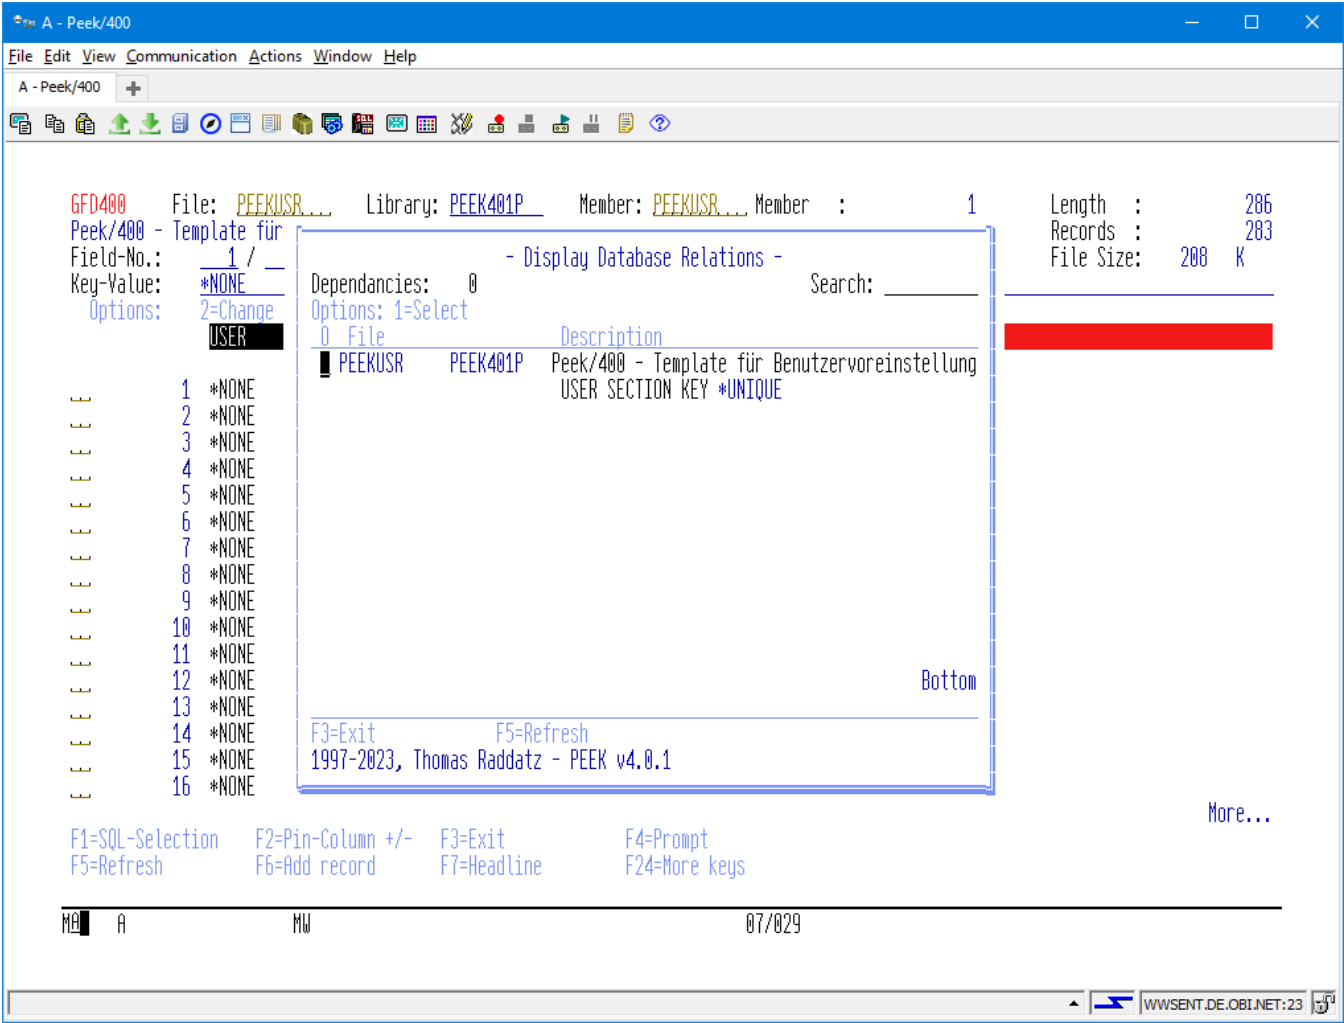 A - Peek/400
File Edit View Communication Actions Window Help
A - Peek/400
GFD400 File: PEEKUSR Library: PEEK401P Member: PEEKUSR Member : 1 Length : 286
Peek/400 - Template für Records : 283
Field-No.: 1 / - Display Database Relations - File Size: 208 K
Key-Value: *NONE Dependancies: 0 Search:
Options: 2=Change Options: 1=Select
USER O File Description
PEEKUSR PEEK401P Peek/400 - Template für Benutzervoreinstellung
1 *NONE USER SECTION KEY *UNIQUE
2 *NONE
3 *NONE
4 *NONE
5 *NONE
6 *NONE
7 *NONE
8 *NONE
9 *NONE
10 *NONE
11 *NONE
12 *NONE Bottom
13 *NONE
14 *NONE F3=Exit F5=Refresh
15 *NONE 1997-2023, Thomas Raddatz - PEEK v4.0.1
16 *NONE
More...
F1=SQL-Selection F2=Pin-Column +/- F3=Exit F4=Prompt
F5=Refresh F6=Add record F7=Headline F24=More keys
MA A MW 07/029
WWSENT.DE.OBI.NET:23